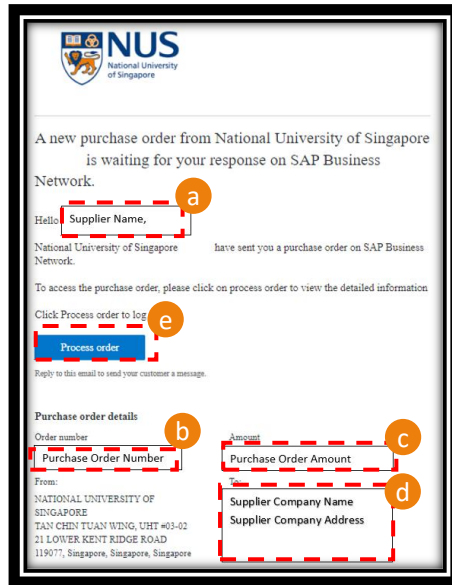 NUS
National University
of Singapore
A new purchase order from National University of Singapore
is waiting for your response on SAP Business
Network.
a
Hello Supplier Name,
National University of Singapore have sent you a purchase order on SAP Business
Network.
To access the purchase order, please click on process order to view the detailed information
Click Process order to log
e
Process order
Reply to this email to send your customer a message.
Purchase order details
b
c
Order number Amount
Purchase Order Number Purchase Order Amount
d
From: To:
NATIONAL UNIVERSITY OF
SINGAPORE
TAN CHIN TUAN WING, UHT #03-02
21 LOWER KENT RIDGE ROAD
119077, Singapore, Singapore, Singapore
Supplier Company Name
Supplier Company Address